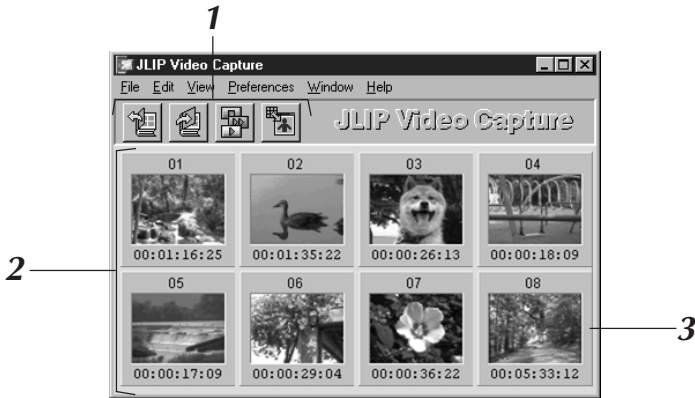 1
JLIP Video Capture
File Edit View Preferences Window Help
JLIP Video Capture
01 02 03 04
00:01:16:25 00:01:35:22 00:00:26:13 00:00:18:09
2
05 06 07 08
3
00:00:17:09 00:00:29:04 00:00:36:22 00:05:33:12